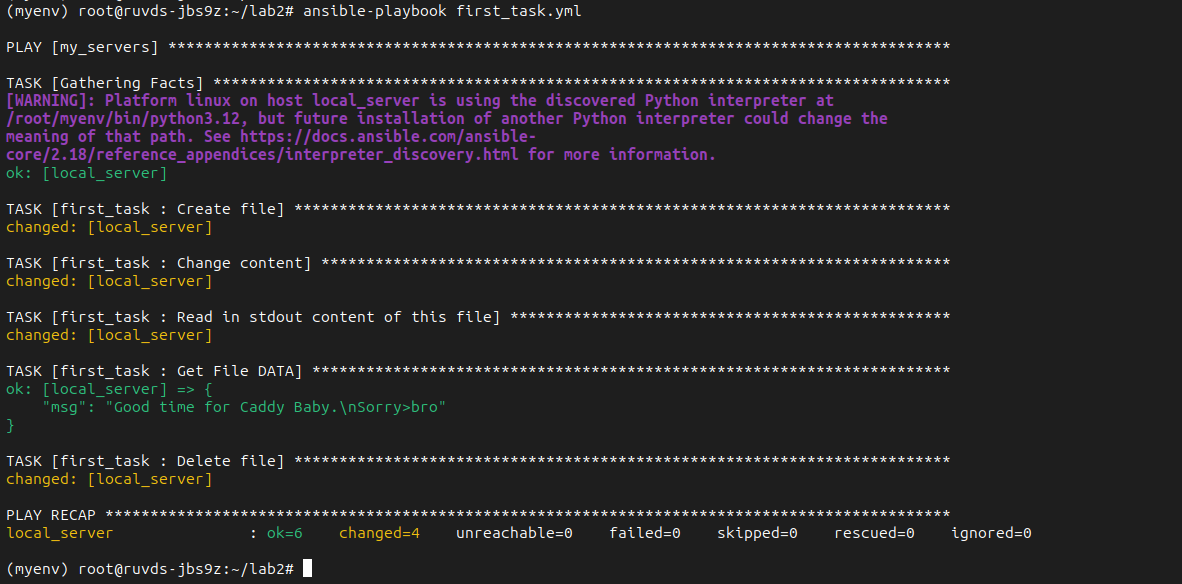 (myenv) root@ruvds-jbs9z:~/lab2# ansible-playbook first_task.yml
PLAY [my_servers] ***************************************************************************************
TASK [Gathering Facts] **********************************************************************************
[WARNING]: Platform linux on host local_server is using the discovered Python interpreter at
/root/myenv/bin/python3.12, but future installation of another Python interpreter could change the
meaning of that path. See https://docs.ansible.com/ansible-
core/2.18/reference_appendices/interpreter_discovery.html for more information.
ok: [local_server]
TASK [first_task : Create file] *************************************************************************
changed: [local_server]
TASK [first_task : Change content] **********************************************************************
changed: [local_server]
TASK [first_task : Read in stdout content of this file] *************************************************
changed: [local_server]
TASK [first_task : Get File DATA] ***********************************************************************
ok: [local_server] => {
    "msg": "Good time for Caddy Baby.\nSorry>bro"
}
TASK [first_task : Delete file] *************************************************************************
changed: [local_server]
PLAY RECAP **********************************************************************************************
local_server               : ok=6    changed=4    unreachable=0    failed=0    skipped=0    rescued=0    ignored=0
(myenv) root@ruvds-jbs9z:~/lab2#